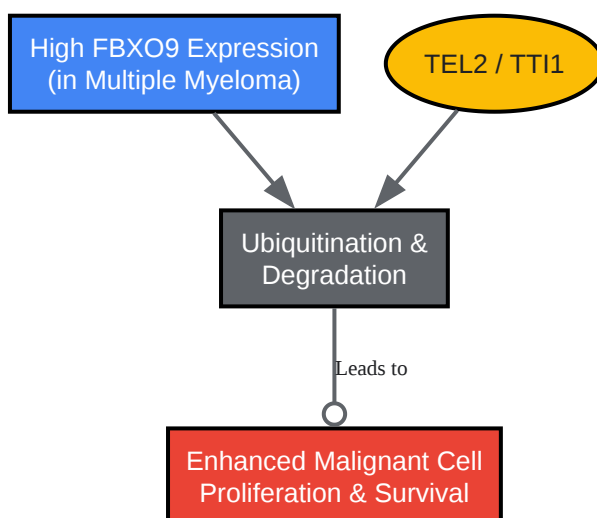 High FBXO9 Expression
(in Multiple Myeloma)
TEL2 / TTI1
Ubiquitination &
Degradation
Leads to
Enhanced Malignant Cell
Proliferation & Survival